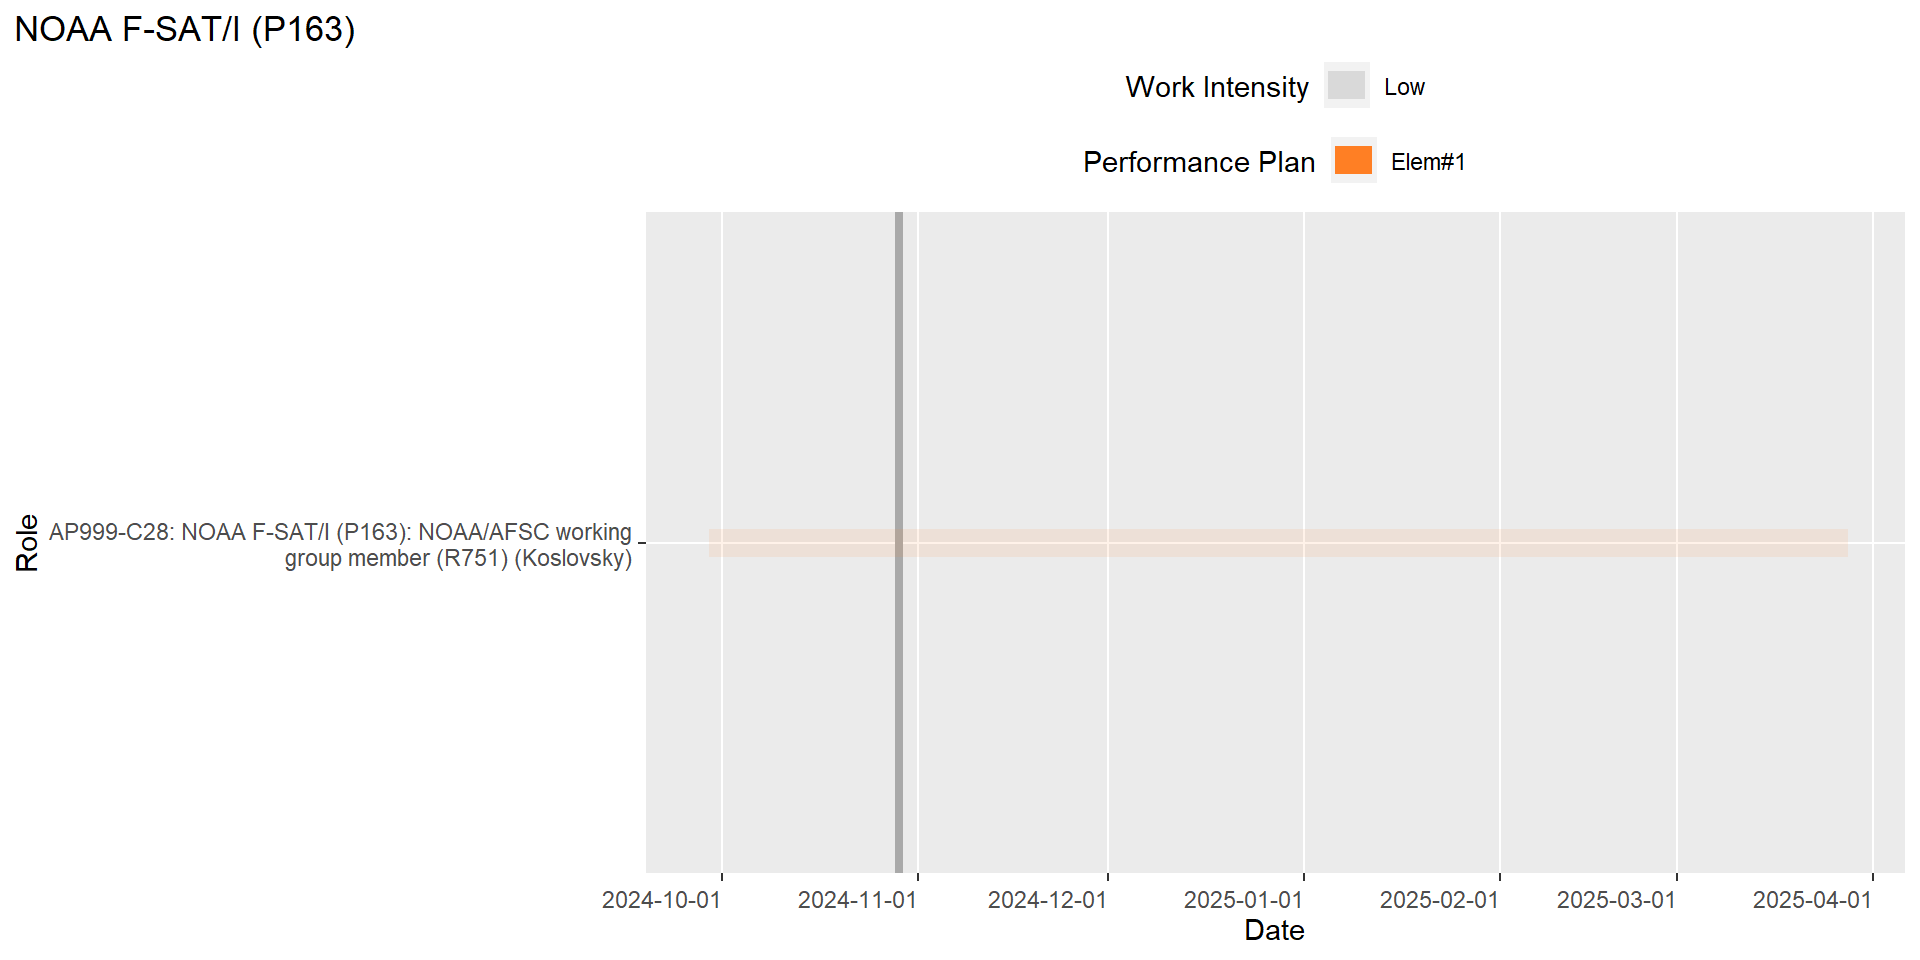 NOAA F-SAT/I (P163)
Work Intensity Low
Performance Plan Elem#1
Role
AP999-C28: NOAA F-SAT/I (P163): NOAA/AFSC working
group member (R751) (Koslovsky)
2024-10-01 2024-11-01 2024-12-01 2025-01-01 2025-02-01 2025-03-01 2025-04-01
Date